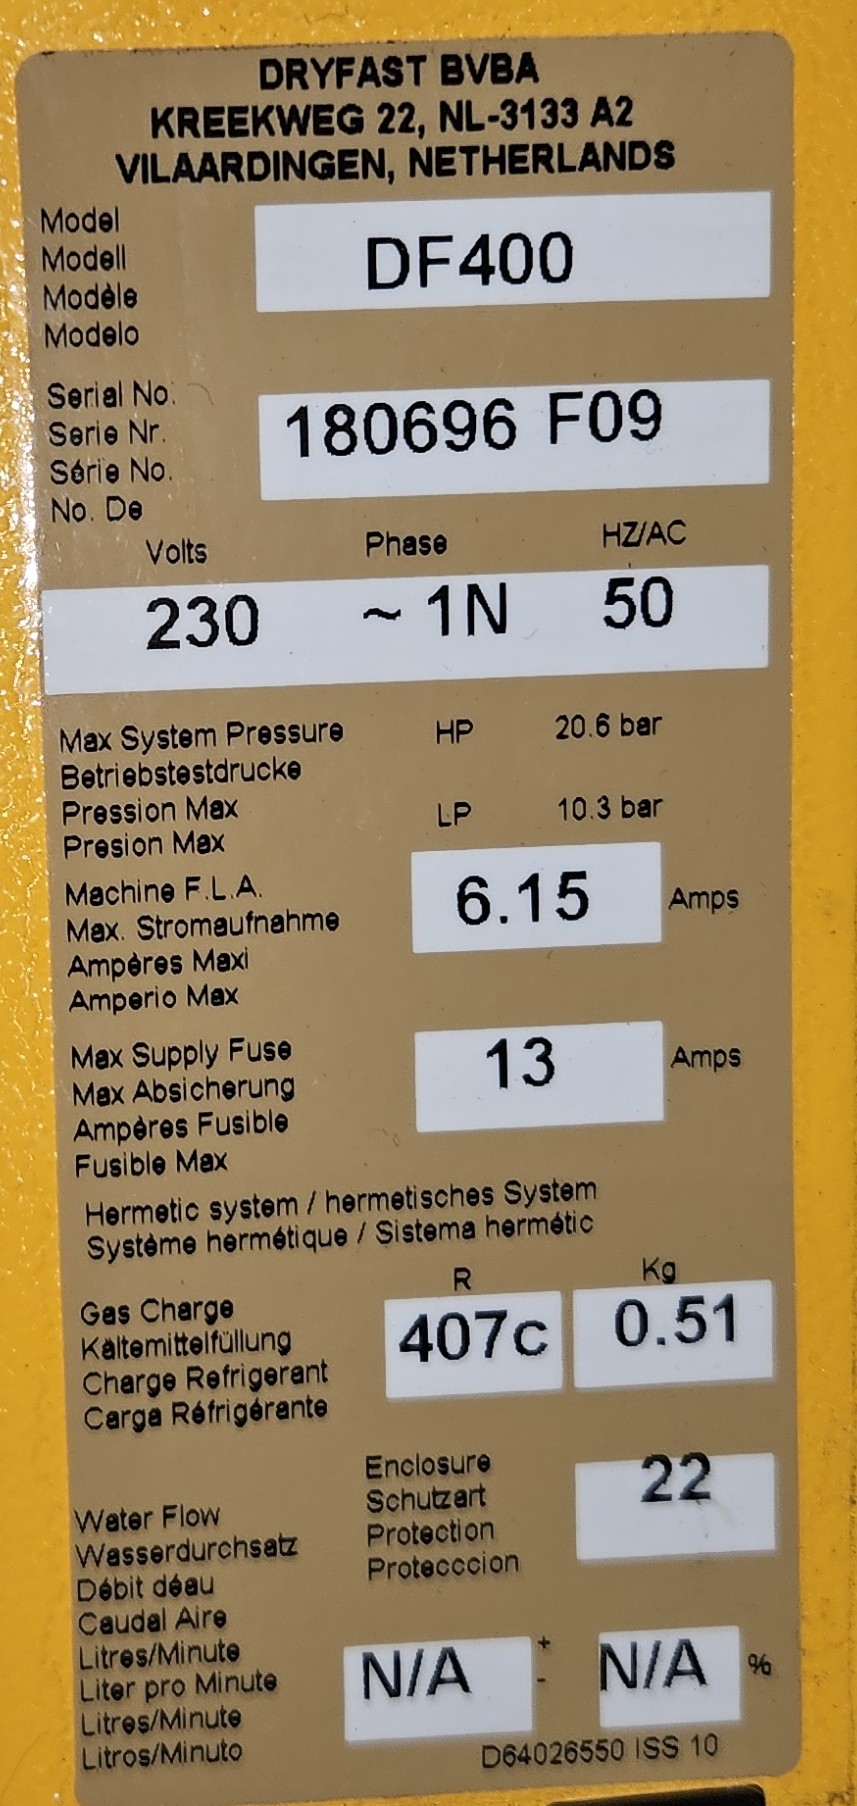 DRYFAST BVBA
KREEKWEG 22, NL-3133 A2
VILAARDINGEN, NETHERLANDS
Model
Modell
Modèle
Modelo
DF400
Serial No.
Serie Nr.
Série No.
No. De
180696 F09
Volts Phase HZ/AC
230 ~ 1N 50
Max System Pressure HP 20.6 bar
Betriebstestdrucke
Pression Max LP 10.3 bar
Presion Max
Machine F.L.A.
Max. Stromaufnahme
Ampères Maxi
Amperio Max
6.15 Amps
Max Supply Fuse
Max Absicherung
Ampères Fusible
Fusible Max
13 Amps
Hermetic system / hermetisches System
Système hermétique / Sistema hermétic
R Kg
Gas Charge
Kältemittelfüllung
Charge Refrigerant
Carga Réfrigérante
407c 0.51
Enclosure
Schutzart
Protection
Protecccion
22
Water Flow
Wasserdurchsatz
Débit déau
Caudal Aire
Litres/Minute
Liter pro Minute
Litres/Minute
Litros/Minuto
N/A + - N/A %
D64026550 ISS 10